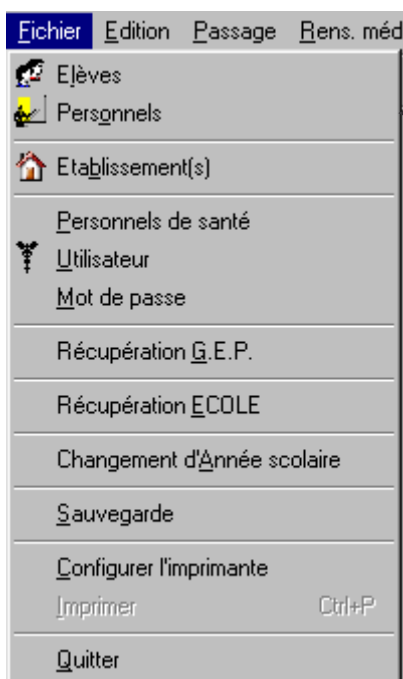 Fichier Edition Passage Rens. méd
Elèves
Personnels
Etablissement(s)
Personnels de santé
Utilisateur
Mot de passe
Récupération G.E.P.
Récupération ECOLE
Changement d'Année scolaire
Sauvegarde
Configurer l'imprimante
Imprimer Ctrl+P
Quitter